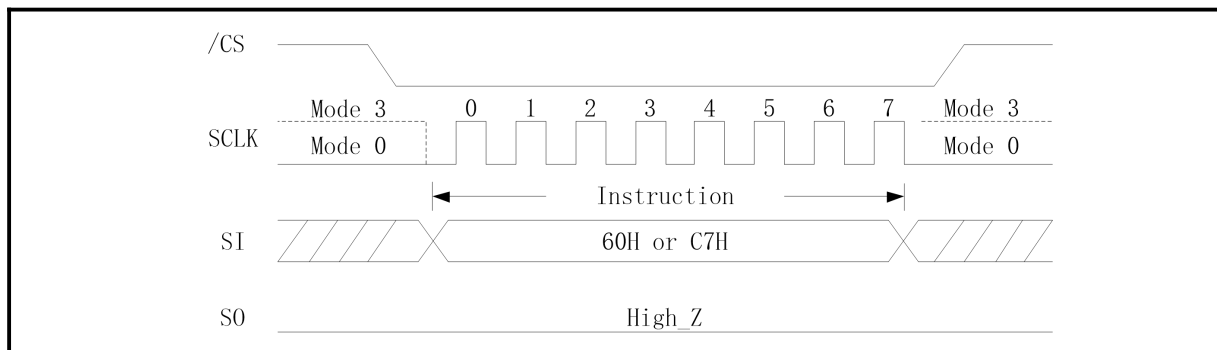 /CS
Mode 3 0 1 2 3 4 5 6 7 Mode 3
SCLK
Mode 0 Mode 0
Instruction
SI 60H or C7H
SO High_Z